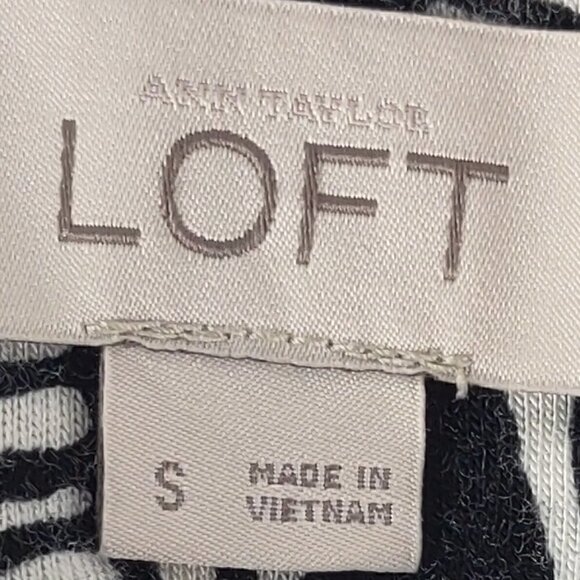 ANN TAYLOR
LOFT
S
MADE IN
VIETNAM